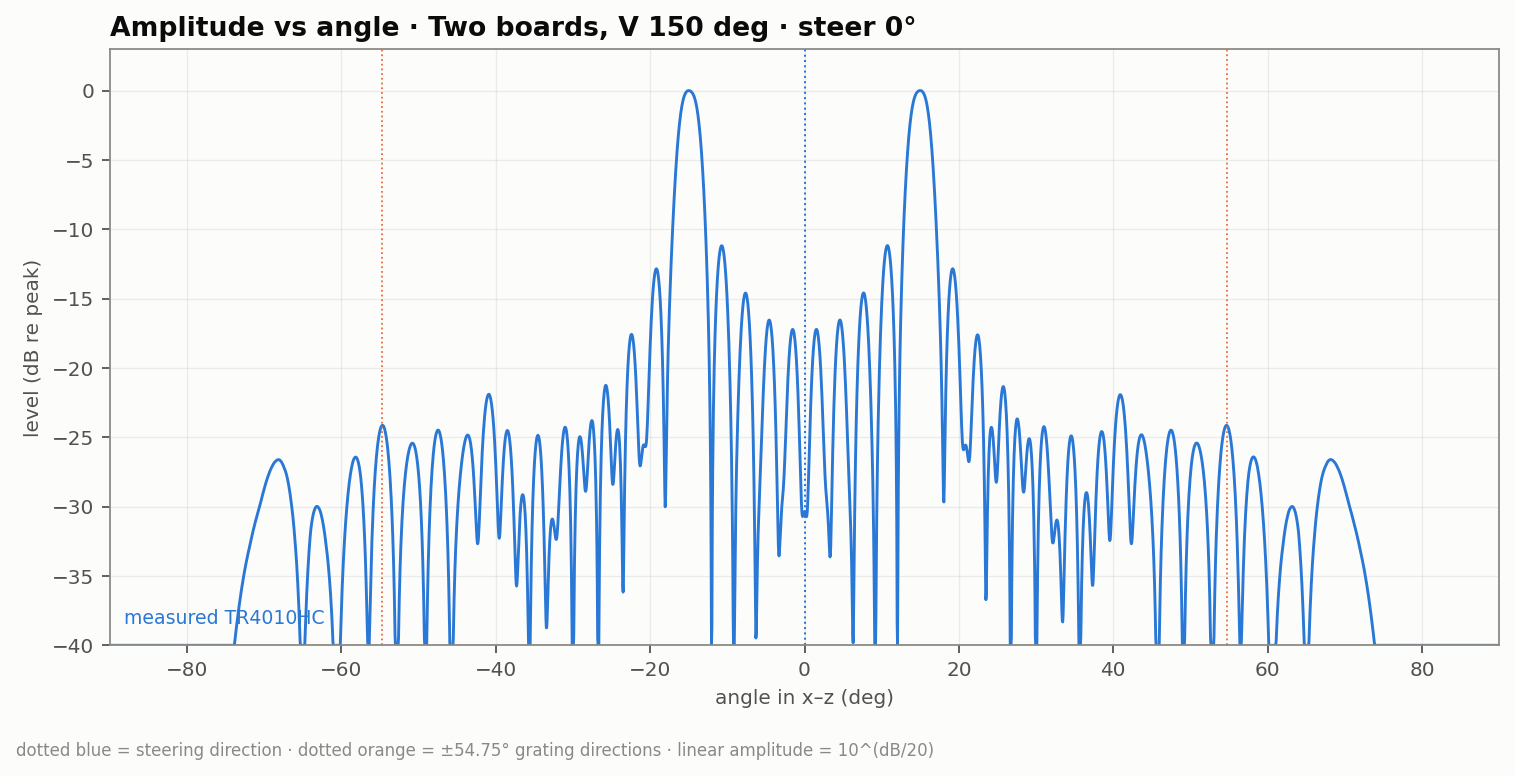 Amplitude vs angle · Two boards, V 150 deg · steer 0°
level (dB re peak)
0
−5
−10
−15
−20
−25
−30
−35
−40
measured TR4010HC
−80 −60 −40 −20 0 20 40 60 80
angle in x–z (deg)
dotted blue = steering direction · dotted orange = ±54.75° grating directions · linear amplitude = 10^(dB/20)